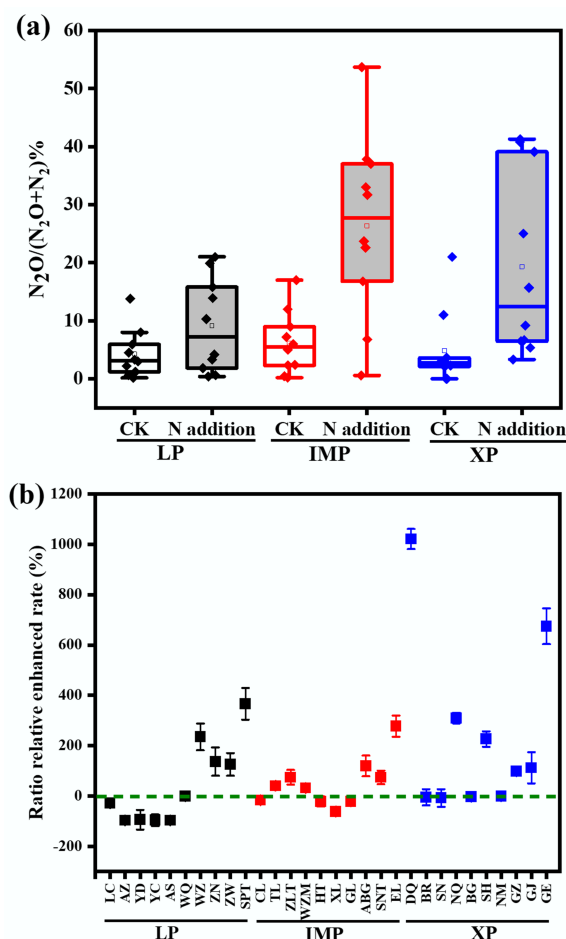 (a)
60
50
40
30
20
10
0
N₂O/(N₂O+N₂)%
CK N addition CK N addition CK N addition
LP IMP XP
(b)
1200
1000
800
600
400
200
0
-200
Ratio relative enhanced rate (%)
LC AZ YD YC AS WQ WZ ZN ZW SPT CL TL ZLT WZM HT XL GL ABG SNT EL DQ BR SN NQ BG SH NM GZ GJ GE
LP IMP XP